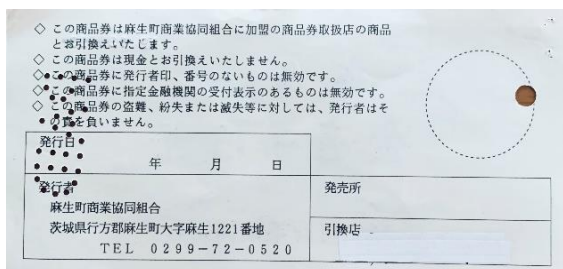 ◇ この商品券は麻生町商業協同組合に加盟の商品券取扱店の商品
とお引換えいたします。
◇ この商品券は現金とお引換えいたしません。
◇ この商品券に発行者印、番号のないものは無効です。
◇ この商品券に指定金融機関の受付表示のあるものは無効です。
◇ この商品券の盗難、紛失または滅失等に対しては、発行者はそ
の責を負いません。
発行日
年 月 日
発行者
麻生町商業協同組合
茨城県行方郡麻生町大字麻生1221番地
TEL 0299-72-0520
発売所
引換店